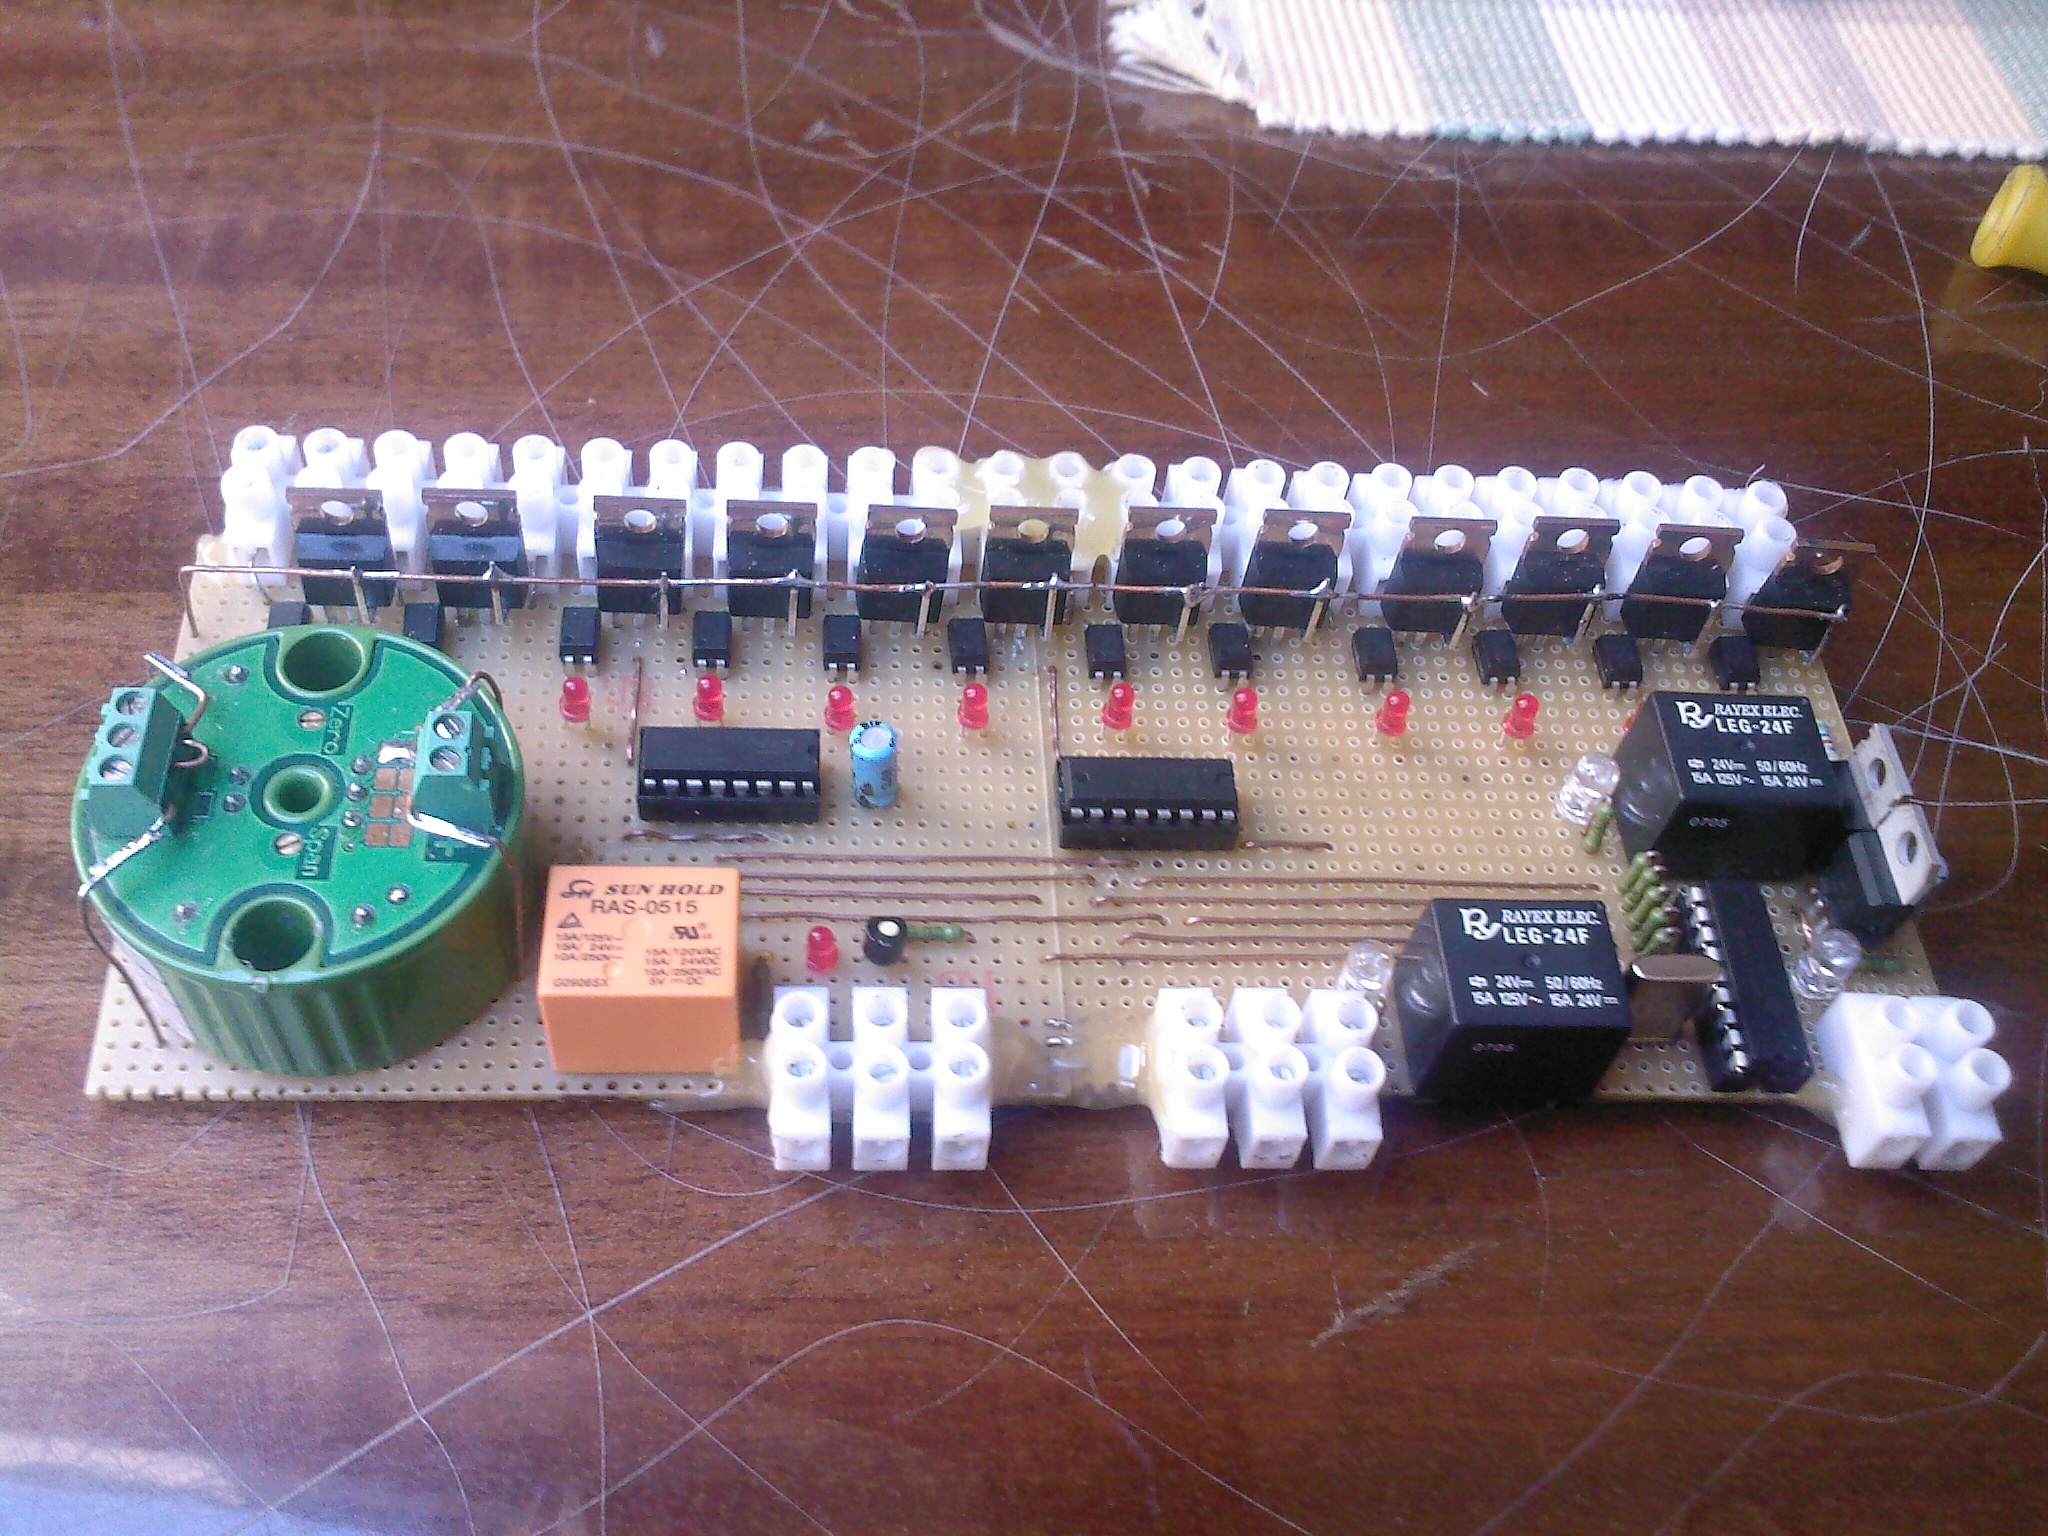 Zero
Span
SUN HOLD
RAS-0515
15A/125V~
15A/ 24V⎓
10A/250V~
15A/120VAC
15A 24VDC
10A/250VAC
5V⎓DC
G0906SX
RAYEX ELEC.
LEG-24F
24V⎓ 50/60Hz
15A 125V~ 15A 24V⎓
0705
RAYEX ELEC.
LEG-24F
24V⎓ 50/60Hz
15A 125V~ 15A 24V⎓
0705